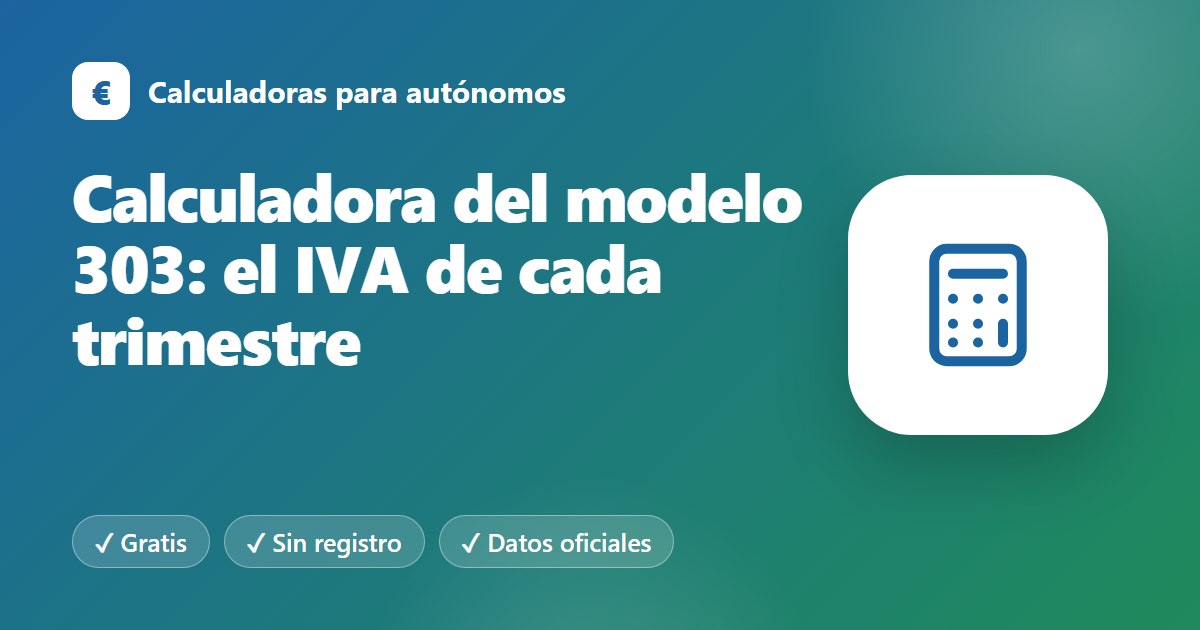 € Calculadoras para autónomos
Calculadora del modelo
303: el IVA de cada
trimestre
✓ Gratis ✓ Sin registro ✓ Datos oficiales